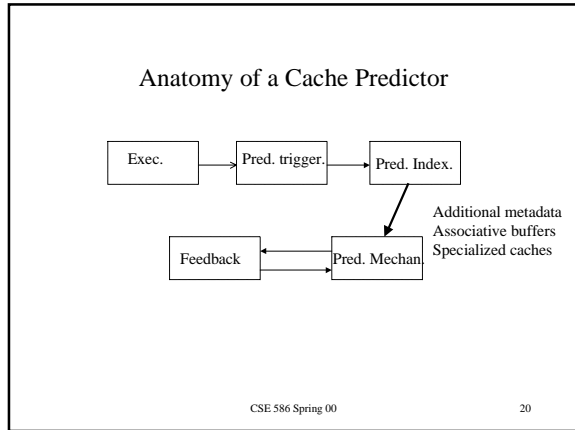 Anatomy of a Cache Predictor
Exec.
Pred. trigger.
Pred. Index.
Additional metadata
Associative buffers
Specialized caches
Feedback
Pred. Mechan.
CSE 586 Spring 00
20